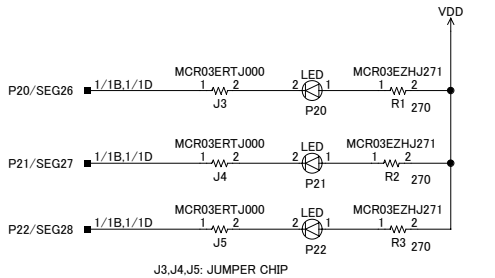 VDD
MCR03ERTJ000 LED MCR03EZHJ271
P20/SEG26 1/1B,1/1D 1 2 2 1 1 2
J3 P20 R1 270
MCR03ERTJ000 LED MCR03EZHJ271
P21/SEG27 1/1B,1/1D 1 2 2 1 1 2
J4 P21 R2 270
MCR03ERTJ000 LED MCR03EZHJ271
P22/SEG28 1/1B,1/1D 1 2 2 1 1 2
J5 P22 R3 270
J3,J4,J5: JUMPER CHIP